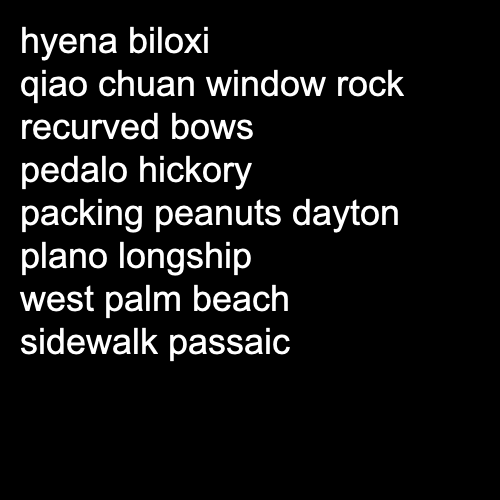 hyena biloxi
qiao chuan window rock
recurved bows
pedalo hickory
packing peanuts dayton
plano longship
west palm beach
sidewalk passaic